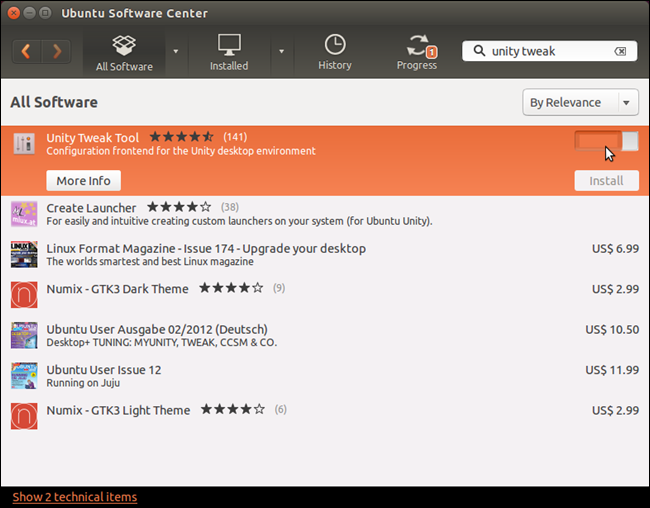 Ubuntu Software Center
All Software
Installed
History
Progress
1
unity tweak
All Software
By Relevance
Unity Tweak Tool (141)
Configuration frontend for the Unity desktop environment
More Info
Install
Create Launcher (38)
For easily and intuitive creating custom launchers on your system (for Ubuntu Unity).
Linux Format Magazine - Issue 174 - Upgrade your desktop US$ 6.99
The worlds smartest and best Linux magazine
Numix - GTK3 Dark Theme (9) US$ 2.99
Ubuntu User Ausgabe 02/2012 (Deutsch) US$ 10.50
Desktop+ TUNING: MYUNITY, TWEAK, CCSM & CO.
Ubuntu User Issue 12 US$ 11.99
Running on Juju
Numix - GTK3 Light Theme (6) US$ 2.99
Show 2 technical items